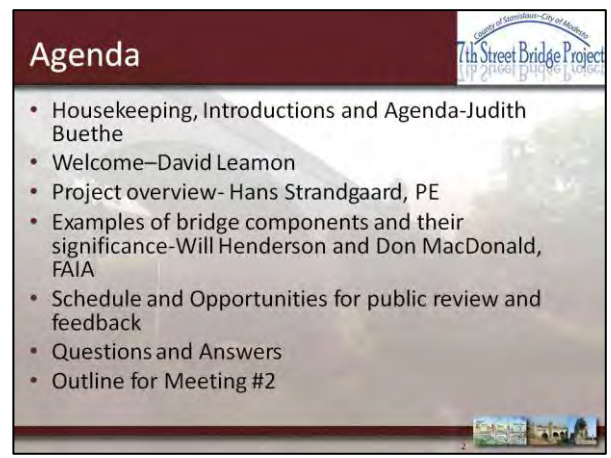 County of Stanislaus-City of Modesto
7th Street Bridge Project
Agenda
• Housekeeping, Introductions and Agenda-Judith
Buethe
• Welcome–David Leamon
• Project overview- Hans Strandgaard, PE
• Examples of bridge components and their
significance-Will Henderson and Don MacDonald,
FAIA
• Schedule and Opportunities for public review and
feedback
• Questions and Answers
• Outline for Meeting #2
2